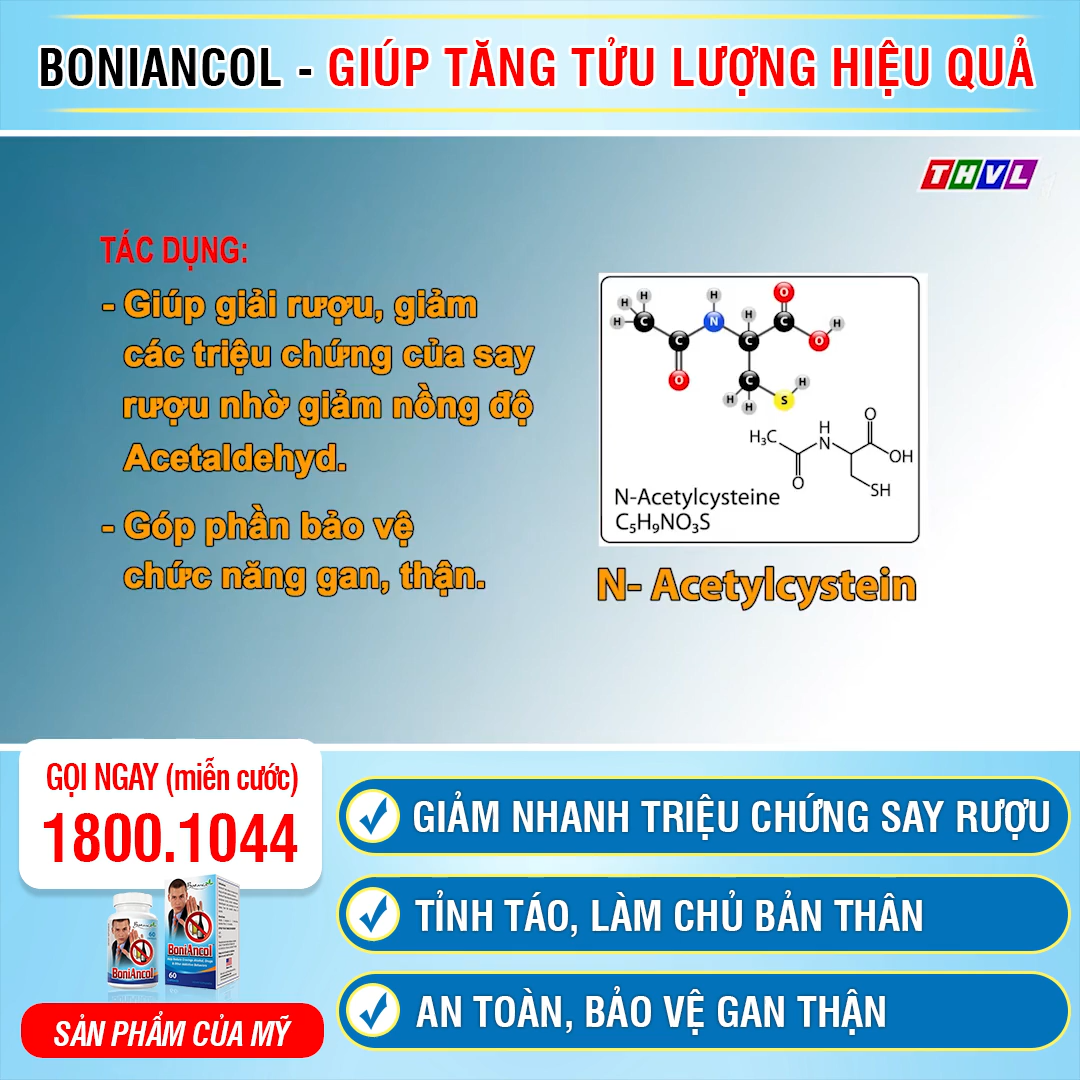 BONIANCOL - GIÚP TĂNG TỬU LƯỢNG HIỆU QUẢ
THVL
TÁC DỤNG:
- Giúp giải rượu, giảm
các triệu chứng của say
rượu nhờ giảm nồng độ
Acetaldehyd.
- Góp phần bảo vệ
chức năng gan, thận.
H H H C C O N H C H C O O H C H H S H
H₃C O N H O OH SH
N-Acetylcysteine
C₅H₉NO₃S
N- Acetylcystein
GỌI NGAY (miễn cước)
1800.1044
BoniAncol
60
BoniAncol
60
SẢN PHẨM CỦA MỸ
GIẢM NHANH TRIỆU CHỨNG SAY RƯỢU
TỈNH TÁO, LÀM CHỦ BẢN THÂN
AN TOÀN, BẢO VỆ GAN THẬN